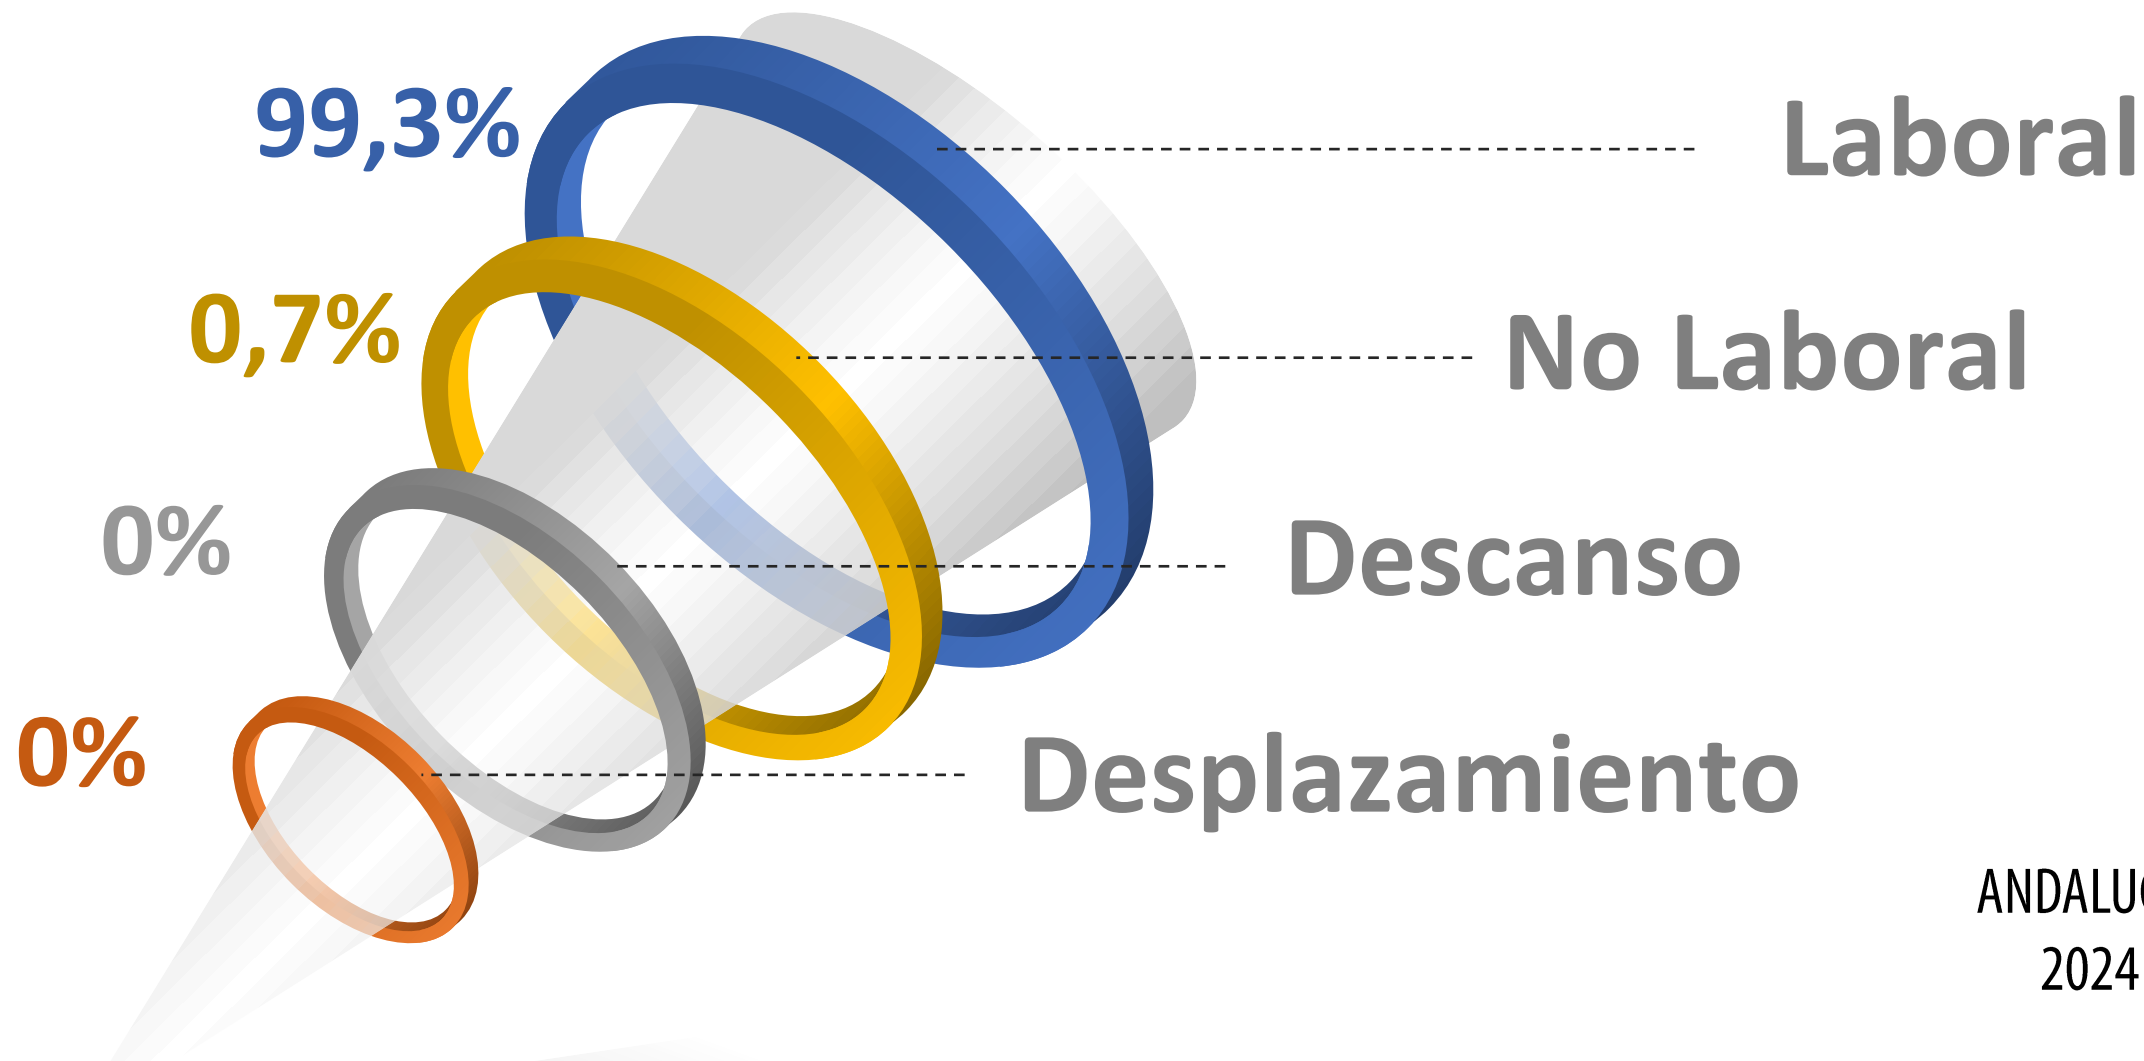 99,3%
Laboral
0,7%
No Laboral
0%
Descanso
0%
Desplazamiento
2024